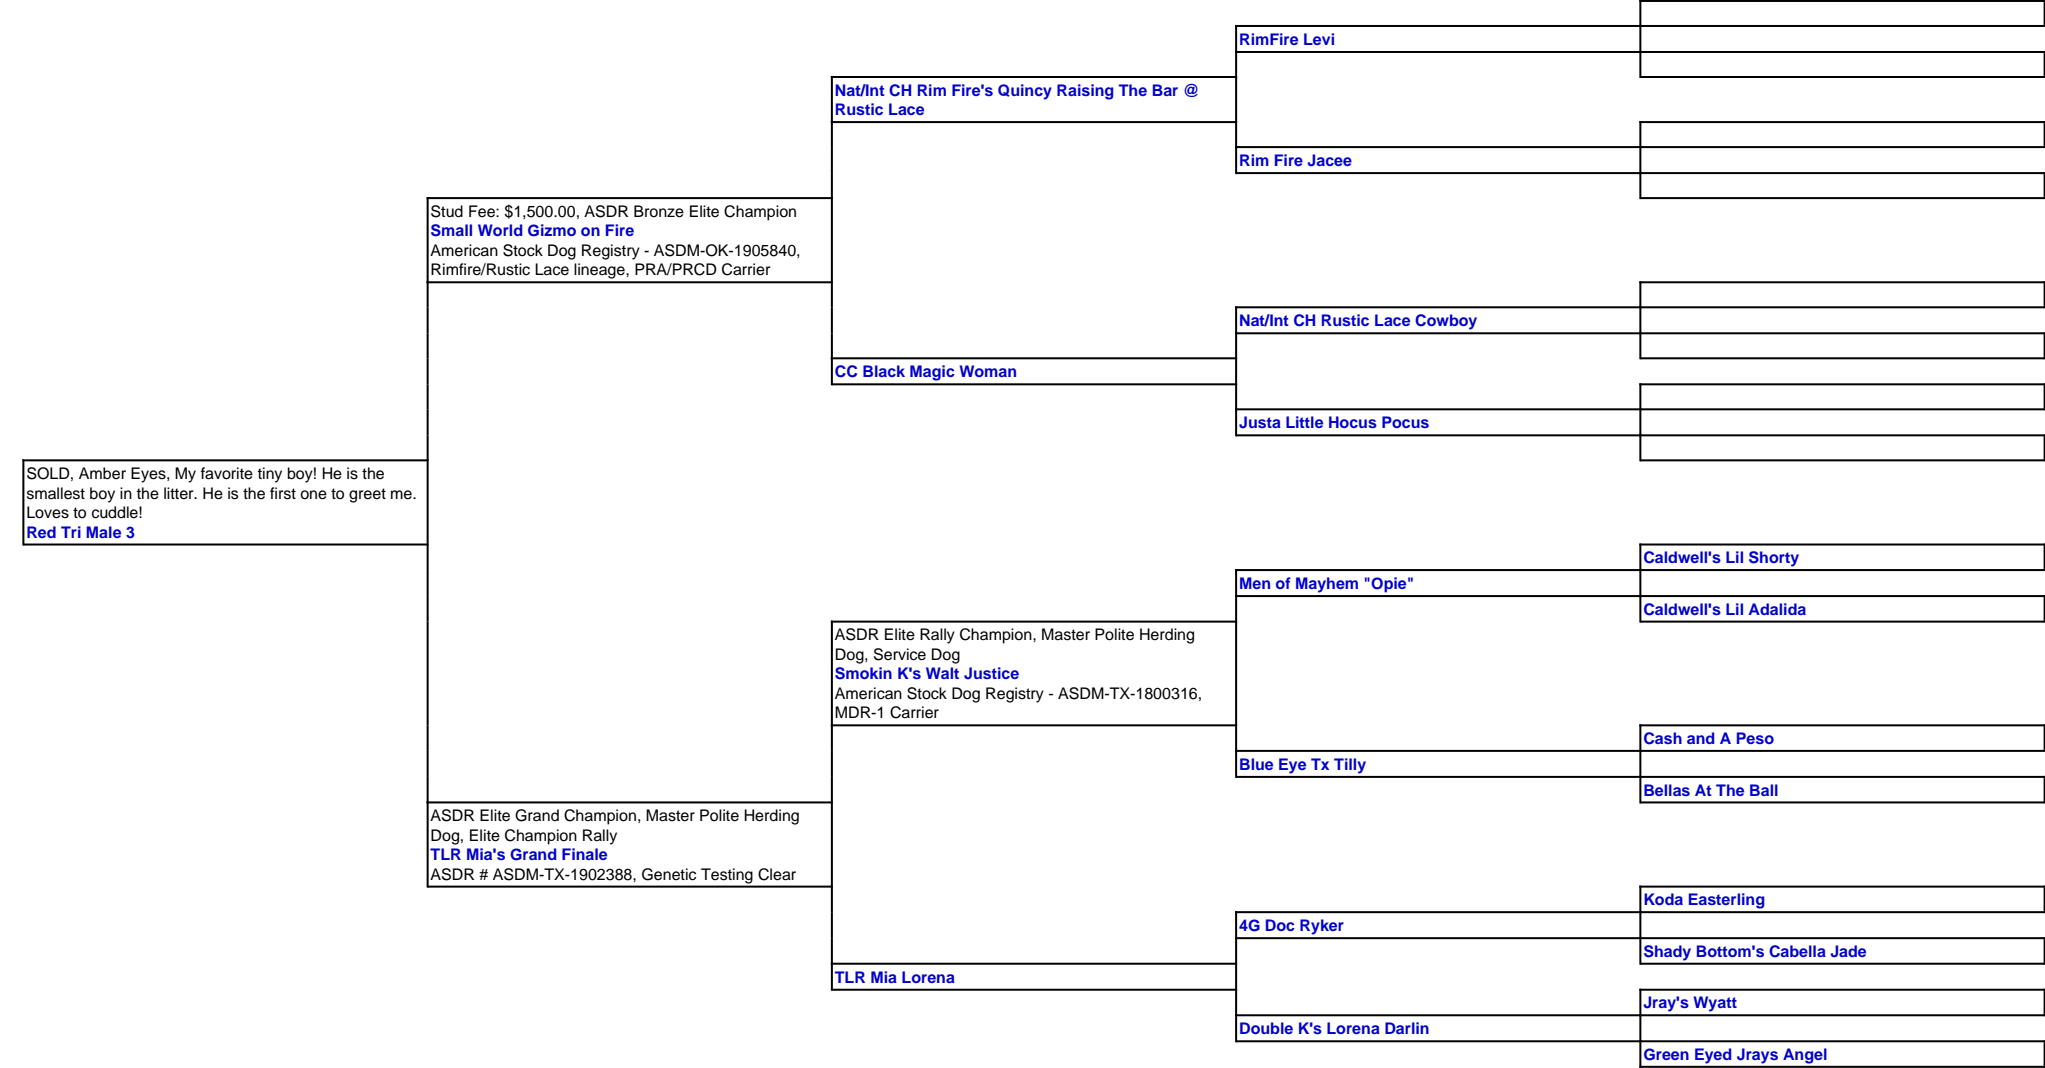 RimFire Levi
Nat/Int CH Rim Fire's Quincy Raising The Bar @
Rustic Lace
Rim Fire Jacee
Stud Fee: $1,500.00, ASDR Bronze Elite Champion
Small World Gizmo on Fire
American Stock Dog Registry - ASDM-OK-1905840,
Rimfire/Rustic Lace lineage, PRA/PRCD Carrier
Nat/Int CH Rustic Lace Cowboy
CC Black Magic Woman
Justa Little Hocus Pocus
SOLD, Amber Eyes, My favorite tiny boy! He is the
smallest boy in the litter. He is the first one to greet me.
Loves to cuddle!
Red Tri Male 3
Caldwell's Lil Shorty
Men of Mayhem "Opie"
Caldwell's Lil Adalida
ASDR Elite Rally Champion, Master Polite Herding
Dog, Service Dog
Smokin K's Walt Justice
American Stock Dog Registry - ASDM-TX-1800316,
MDR-1 Carrier
Cash and A Peso
Blue Eye Tx Tilly
Bellas At The Ball
ASDR Elite Grand Champion, Master Polite Herding
Dog, Elite Champion Rally
TLR Mia's Grand Finale
ASDR # ASDM-TX-1902388, Genetic Testing Clear
Koda Easterling
4G Doc Ryker
Shady Bottom's Cabella Jade
TLR Mia Lorena
Jray's Wyatt
Double K's Lorena Darlin
Green Eyed Jrays Angel